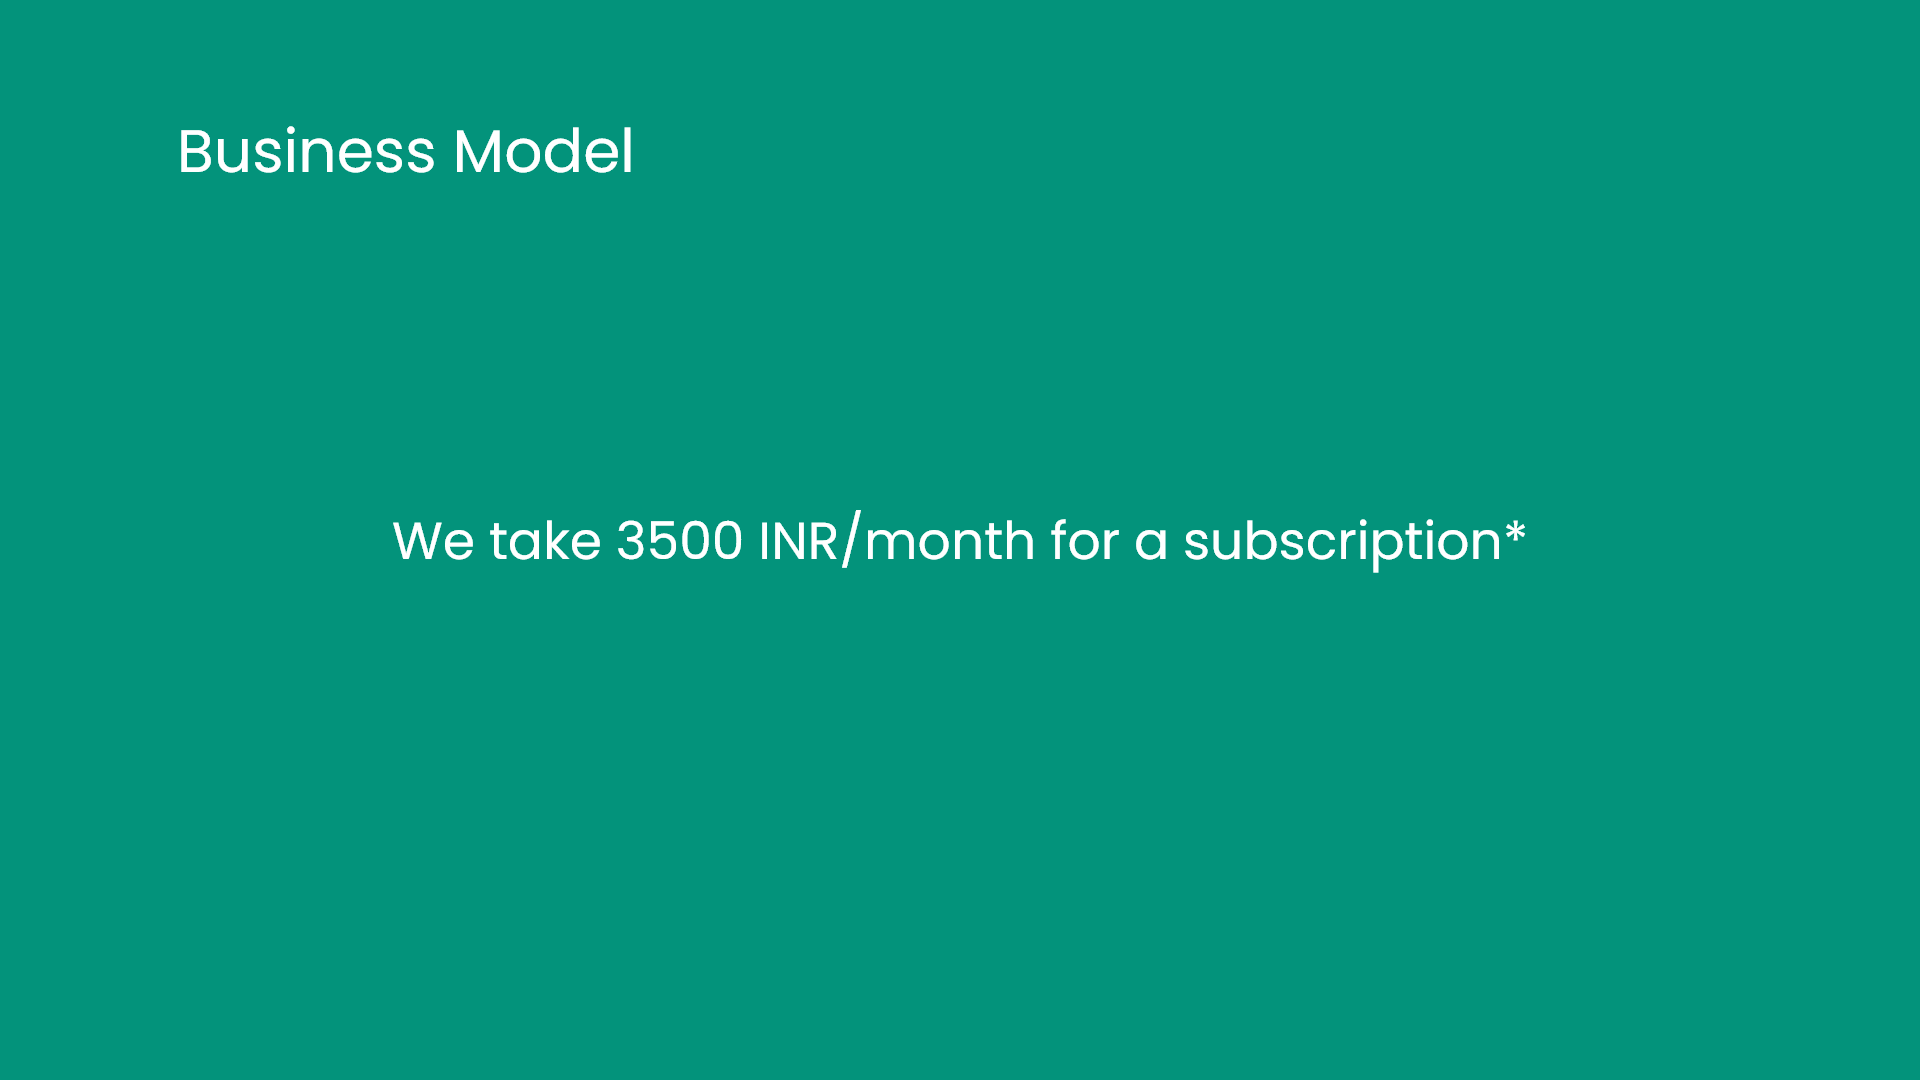 Business Model
We take 3500 INR/month for a subscription*